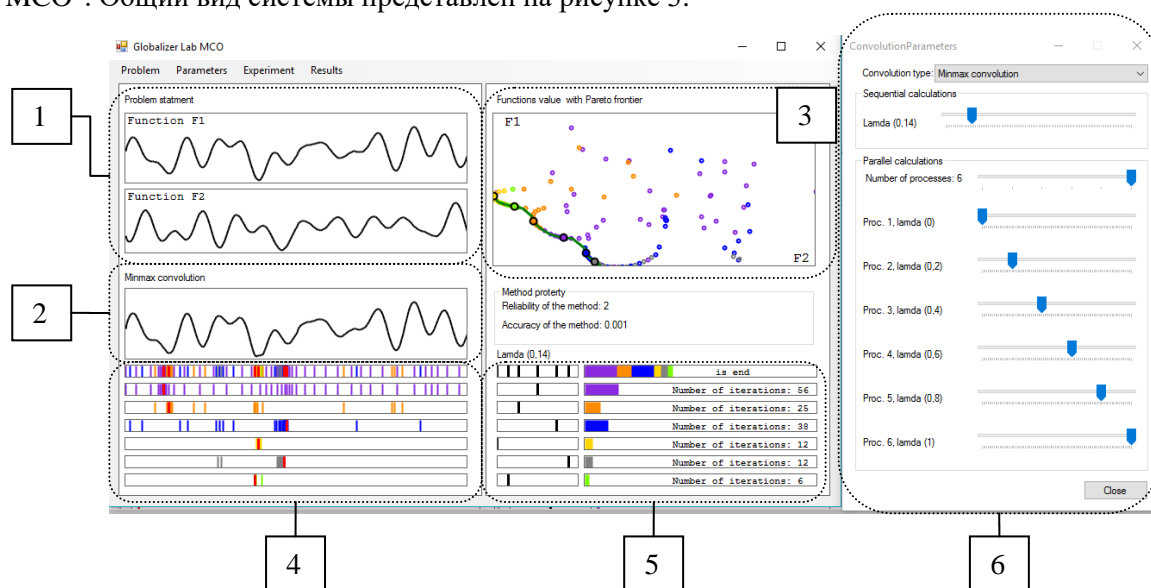 МСО". Общий вид системы представлен на рисунке 3.
Globalizer Lab MCO
Problem Parameters Experiment Results
Problem statment
Function F1
Function F2
Minmax convolution
Functions value with Pareto frontier
F1
F2
Method proterty
Reliability of the method: 2
Accuracy of the method: 0.001
Lamda (0,14)
is end
Number of iterations: 56
Number of iterations: 25
Number of iterations: 38
Number of iterations: 12
Number of iterations: 12
Number of iterations: 6
ConvolutionParameters
Convolution type: Minmax convolution
Sequential calculations
Lamda (0,14)
Parallel calculations
Number of processes: 6
Proc. 1, lamda (0)
Proc. 2, lamda (0,2)
Proc. 3, lamda (0,4)
Proc. 4, lamda (0,6)
Proc. 5, lamda (0,8)
Proc. 6, lamda (1)
Close
1
2
3
4
5
6